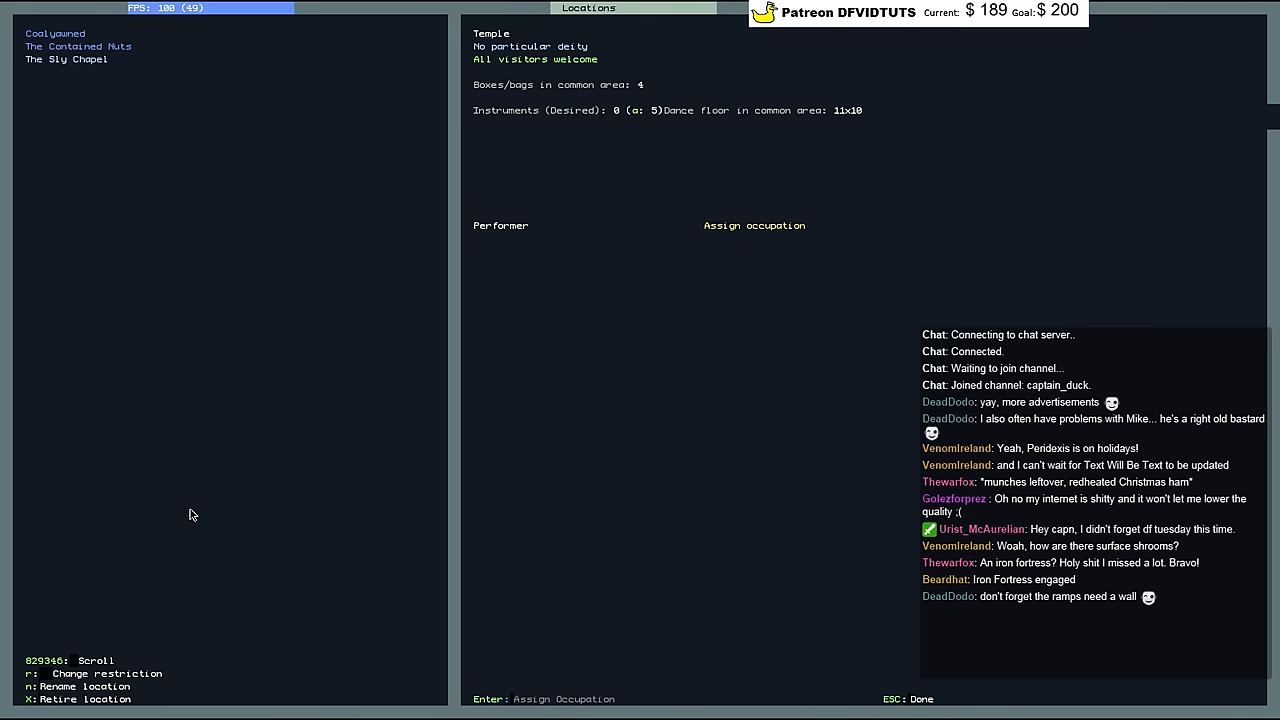 FPS: 100 (49)
Locations
Patreon DFVIDTUTS Current: $ 189 Goal: $ 200
Coalyawned
The Contained Nuts
The Sly Chapel
Temple
No particular deity
All visitors welcome
Boxes/bags in common area: 4
Instruments (Desired): 0 (a: 5)Dance floor in common area: 11x10
Performer
Assign occupation
Chat: Connecting to chat server..
Chat: Connected.
Chat: Waiting to join channel...
Chat: Joined channel: captain_duck.
DeadDodo: yay, more advertisements
DeadDodo: I also often have problems with Mike... he's a right old bastard
VenomIreland: Yeah, Peridexis is on holidays!
VenomIreland: and I can't wait for Text Will Be Text to be updated
Thewarfox: *munches leftover, redheated Christmas ham*
Golezforprez : Oh no my internet is shitty and it won't let me lower the
quality ;(
Urist_McAurelian: Hey capn, I didn't forget df tuesday this time.
VenomIreland: Woah, how are there surface shrooms?
Thewarfox: An iron fortress? Holy shit I missed a lot. Bravo!
Beardhat: Iron Fortress engaged
DeadDodo: don't forget the ramps need a wall
829346: Scroll
r: Change restriction
n: Rename location
X: Retire location
Enter: Assign Occupation
ESC: Done